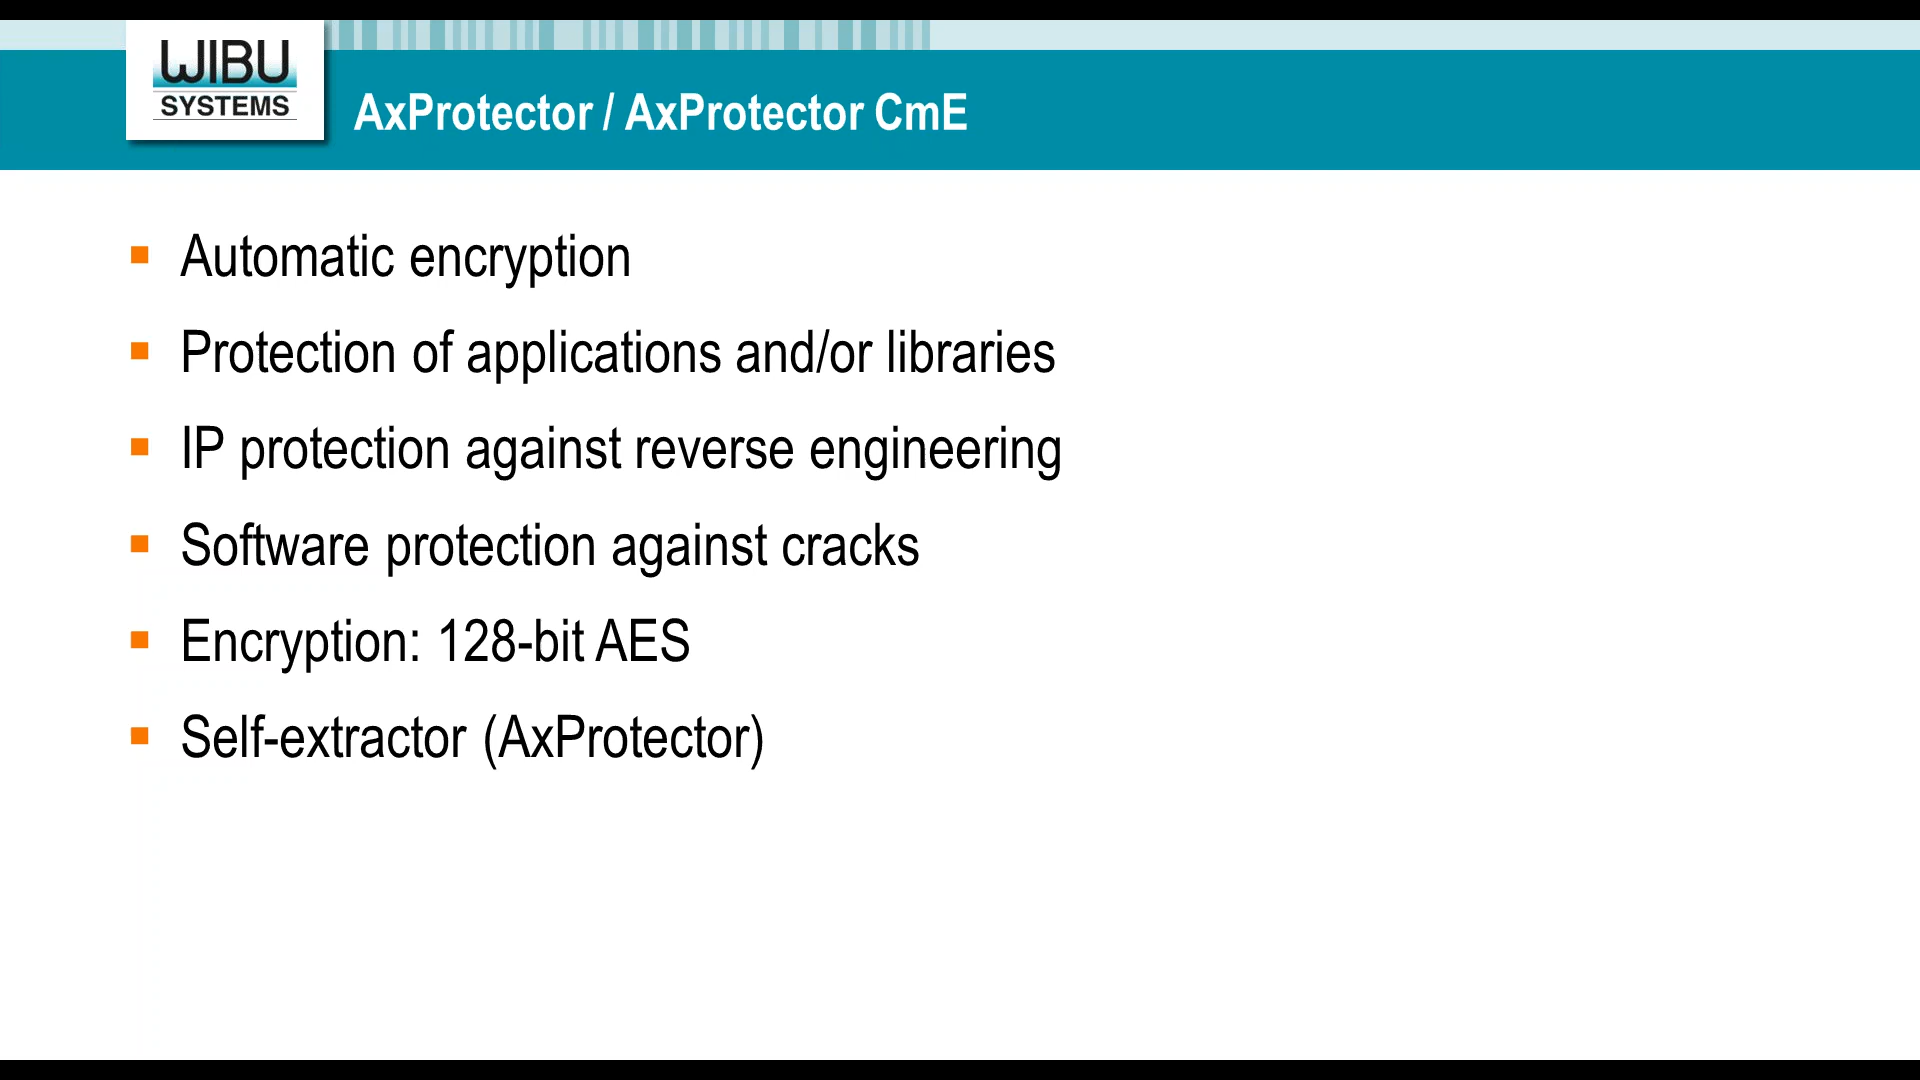 WIBU
SYSTEMS
AxProtector / AxProtector CmE
Automatic encryption
Protection of applications and/or libraries
IP protection against reverse engineering
Software protection against cracks
Encryption: 128-bit AES
Self-extractor (AxProtector)